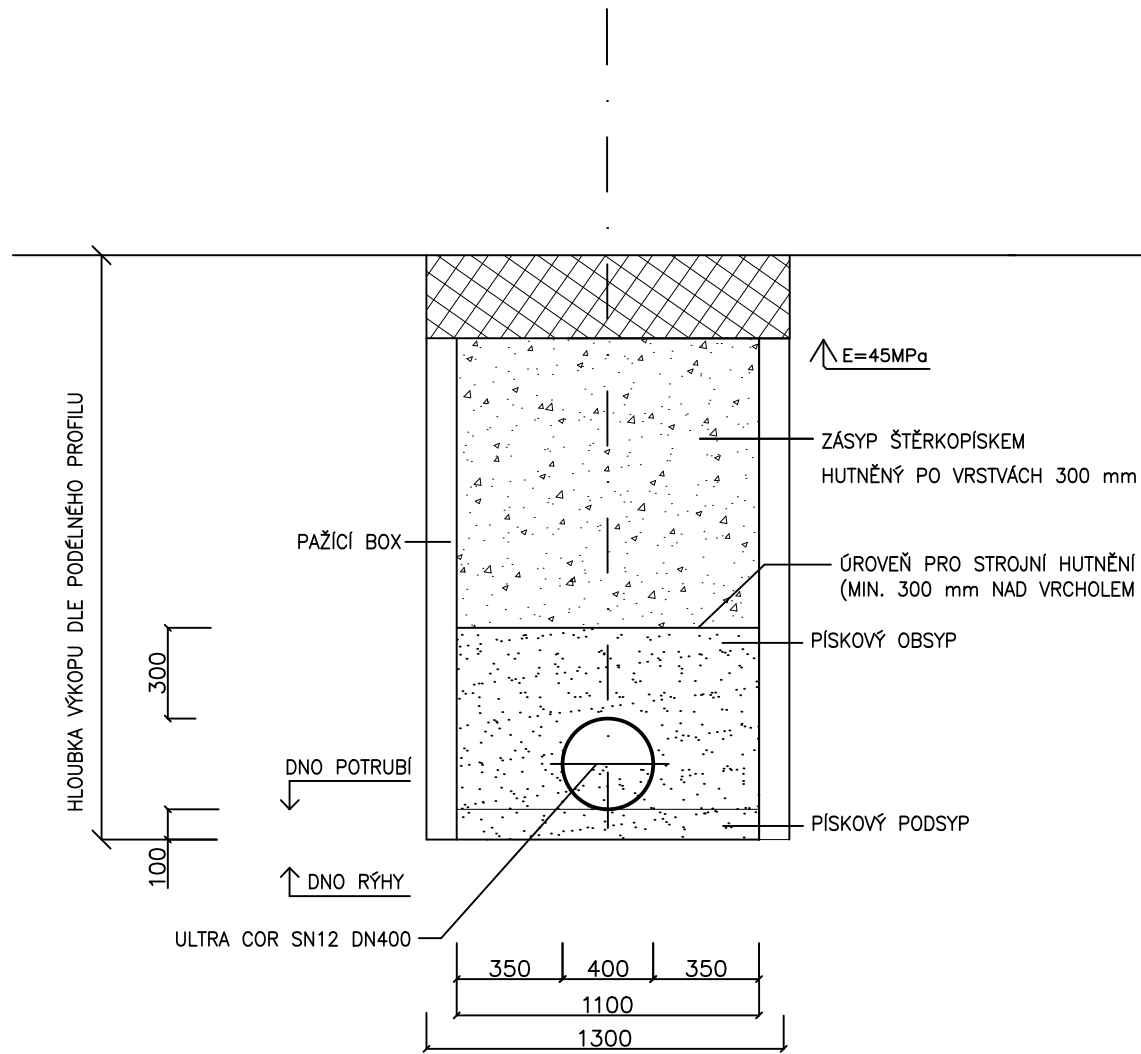 E=45MPa
ZÁSYP ŠTĚRKOPÍSKEM
HUTNĚNÝ PO VRSTVÁCH 300 mm
PAŽÍCÍ BOX
ÚROVEŇ PRO STROJNÍ HUTNĚNÍ
(MIN. 300 mm NAD VRCHOLEM
PÍSKOVÝ OBSYP
HLOUBKA VÝKOPU DLE PODÉLNÉHO PROFILU
300
DNO POTRUBÍ
PÍSKOVÝ PODSYP
100
DNO RÝHY
ULTRA COR SN12 DN400
350 400 350
1100
1300